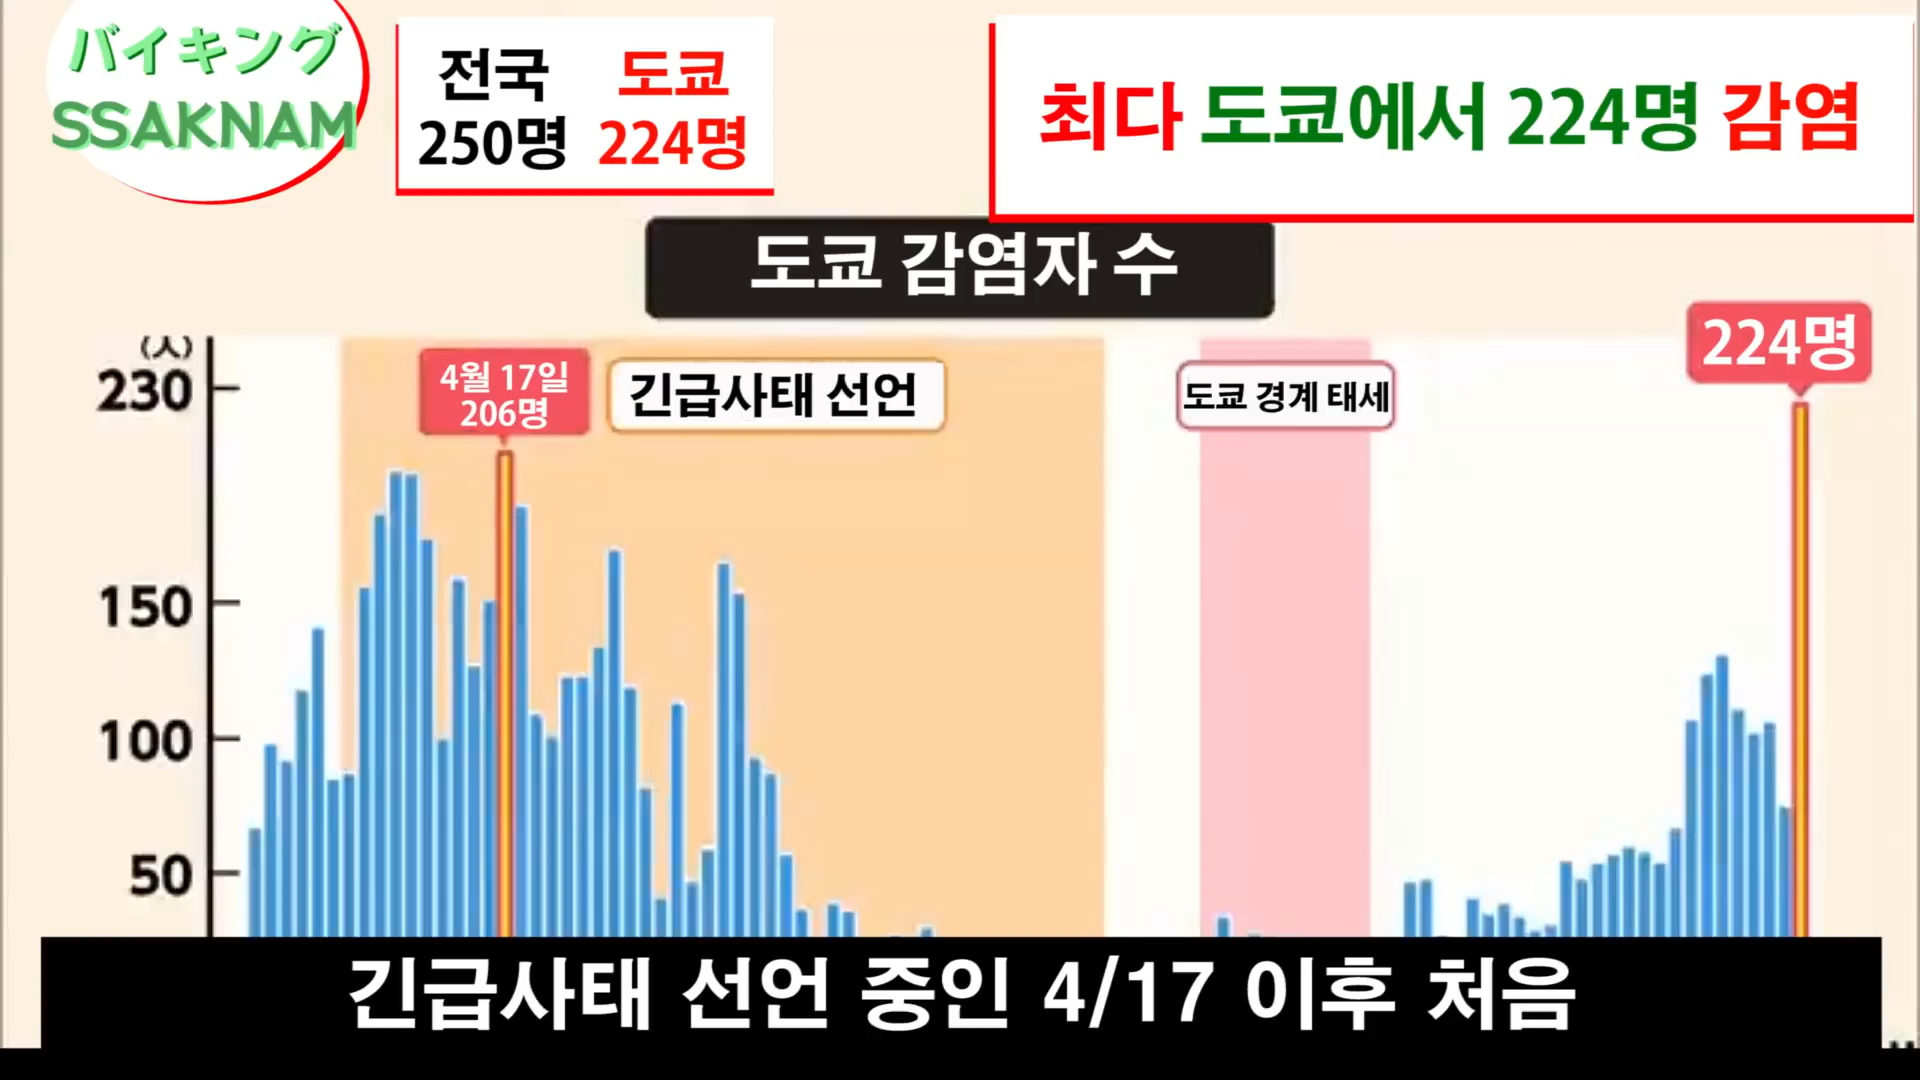 バイキング
SSAKNAM
전국 도쿄
250명 224명
최다 도쿄에서 224명 감염
도쿄 감염자 수
(人)
230
150
100
50
4월 17일
206명
긴급사태 선언
도쿄 경계 태세
224명
긴급사태 선언 중인 4/17 이후 처음